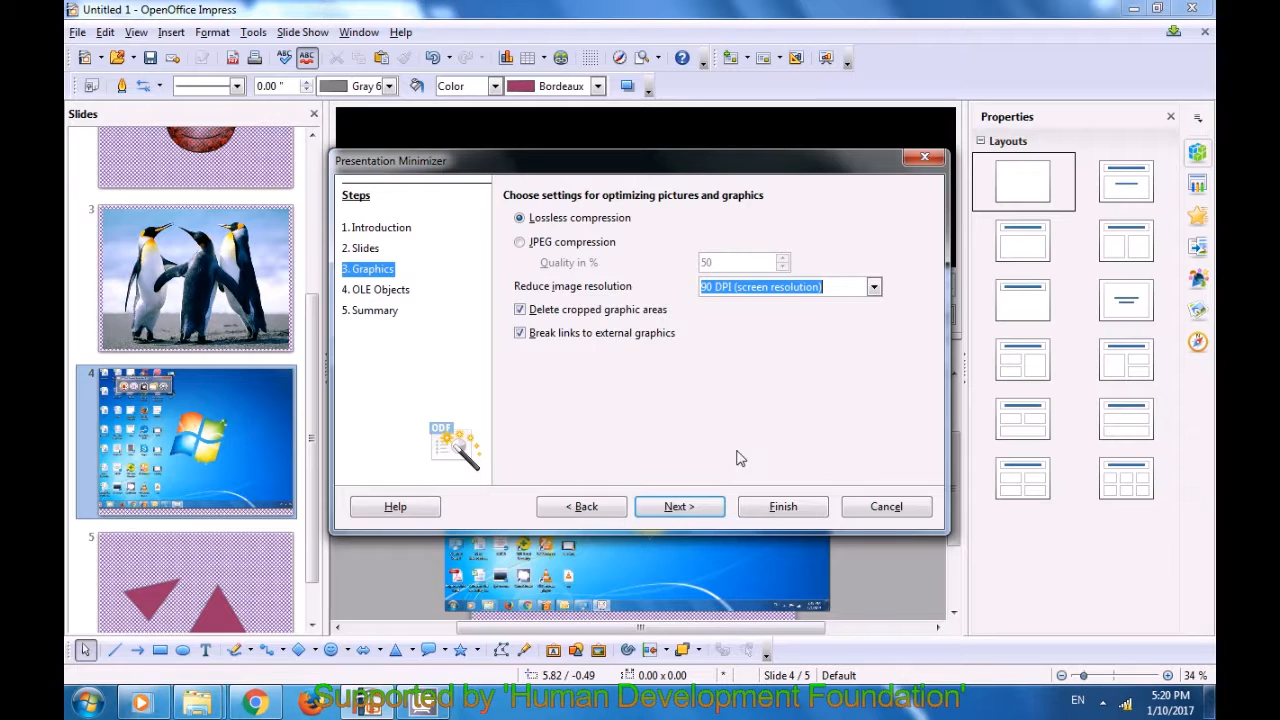 Untitled 1 - OpenOffice Impress
File Edit View Insert Format Tools Slide Show Window Help
0.00 " Gray 6 Color Bordeaux
Slides
3
4
5
Presentation Minimizer
Steps
1. Introduction
2. Slides
3. Graphics
4. OLE Objects
5. Summary
ODF
Choose settings for optimizing pictures and graphics
Lossless compression
JPEG compression
Quality in % 50
Reduce image resolution 90 DPI (screen resolution)
Delete cropped graphic areas
Break links to external graphics
Help < Back Next > Finish Cancel
Properties
Layouts
5.82 / -0.49 0.00 x 0.00 * Slide 4 / 5 Default 34 %
EN 5:20 PM
1/10/2017
Supported by 'Human Development Foundation'